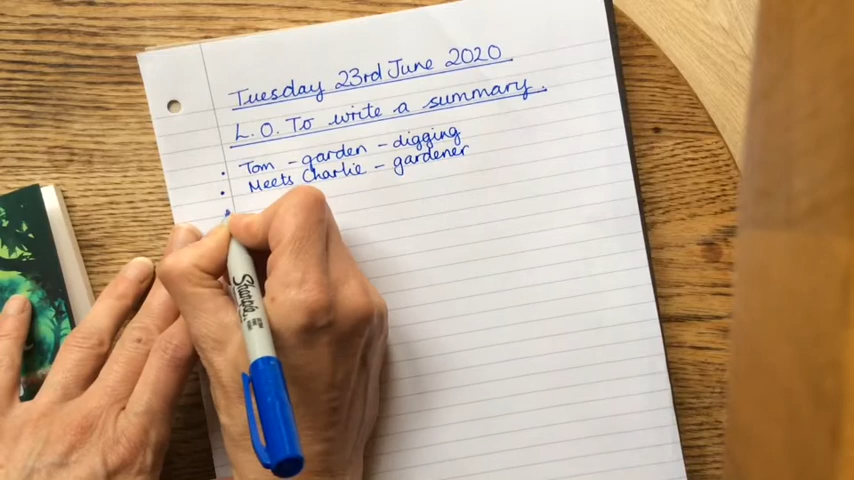 Tuesday 23rd June 2020
L.O. To write a summary.
• Tom - garden - digging
• Meets Charlie - gardener
•
Sharpie